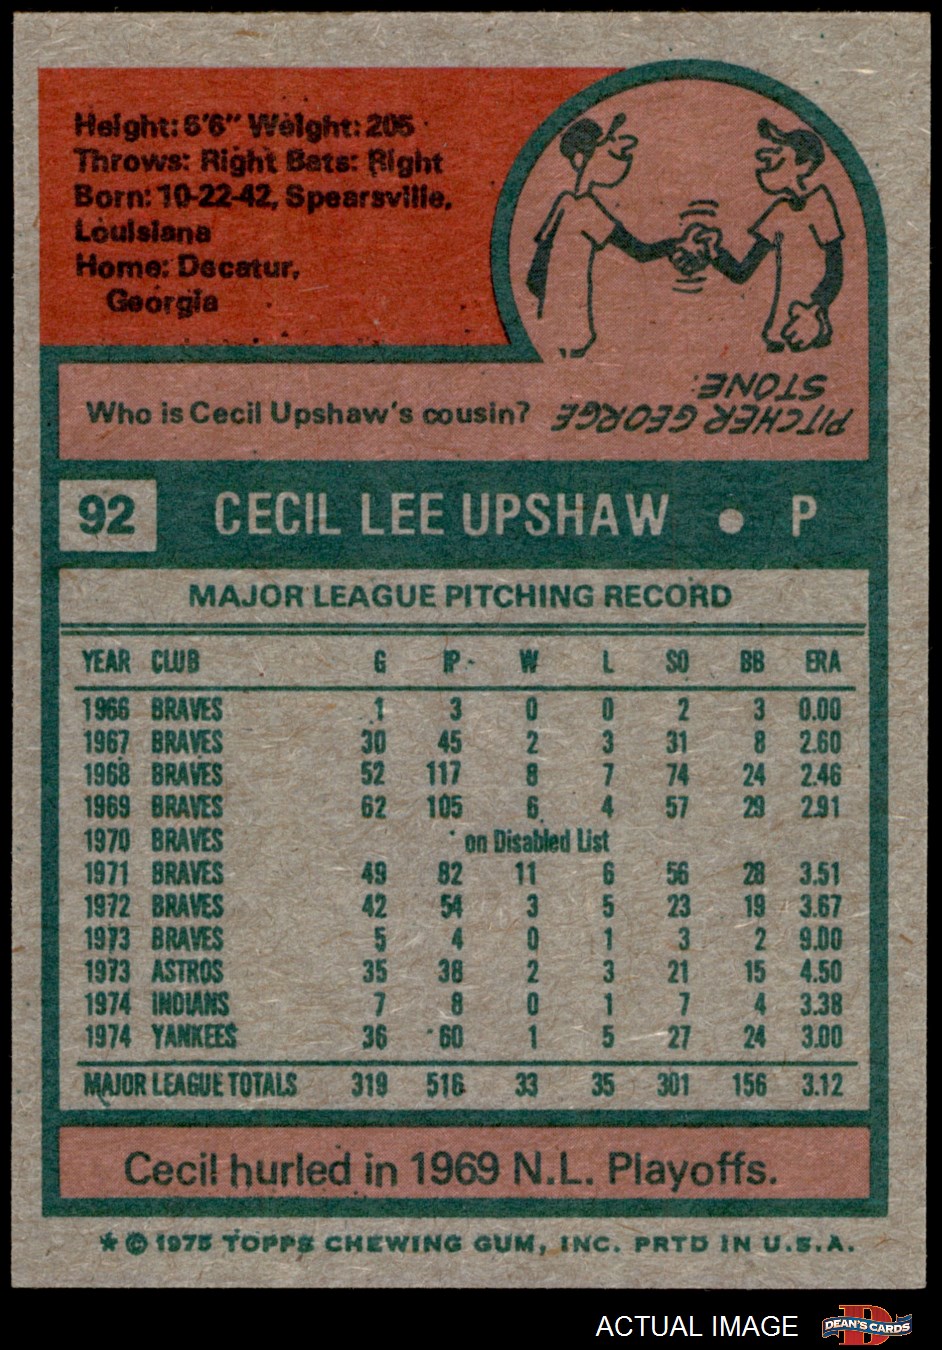 Height: 6'6" Weight: 205
Throws: Right Bats: Right
Born: 10-22-42, Spearsville,
Louisiana
Home: Decatur,
Georgia
Who is Cecil Upshaw's cousin?
PITCHER GEORGE
STONE.
92 CECIL LEE UPSHAW • P
MAJOR LEAGUE PITCHING RECORD
YEAR CLUB G IP W L SO BB ERA
1966 BRAVES 1 3 0 0 2 3 0.00
1967 BRAVES 30 45 2 3 31 8 2.60
1968 BRAVES 52 117 8 7 74 24 2.46
1969 BRAVES 62 105 6 4 57 29 2.91
1970 BRAVES on Disabled List
1971 BRAVES 49 82 11 6 56 28 3.51
1972 BRAVES 42 54 3 5 23 19 3.67
1973 BRAVES 5 4 0 1 3 2 9.00
1973 ASTROS 35 38 2 3 21 15 4.50
1974 INDIANS 7 8 0 1 7 4 3.38
1974 YANKEES 36 60 1 5 27 24 3.00
MAJOR LEAGUE TOTALS 319 516 33 35 301 156 3.12
Cecil hurled in 1969 N.L. Playoffs.
* © 1975 TOPPS CHEWING GUM, INC. PRTD IN U.S.A.
ACTUAL IMAGE
D
DEAN'S CARDS